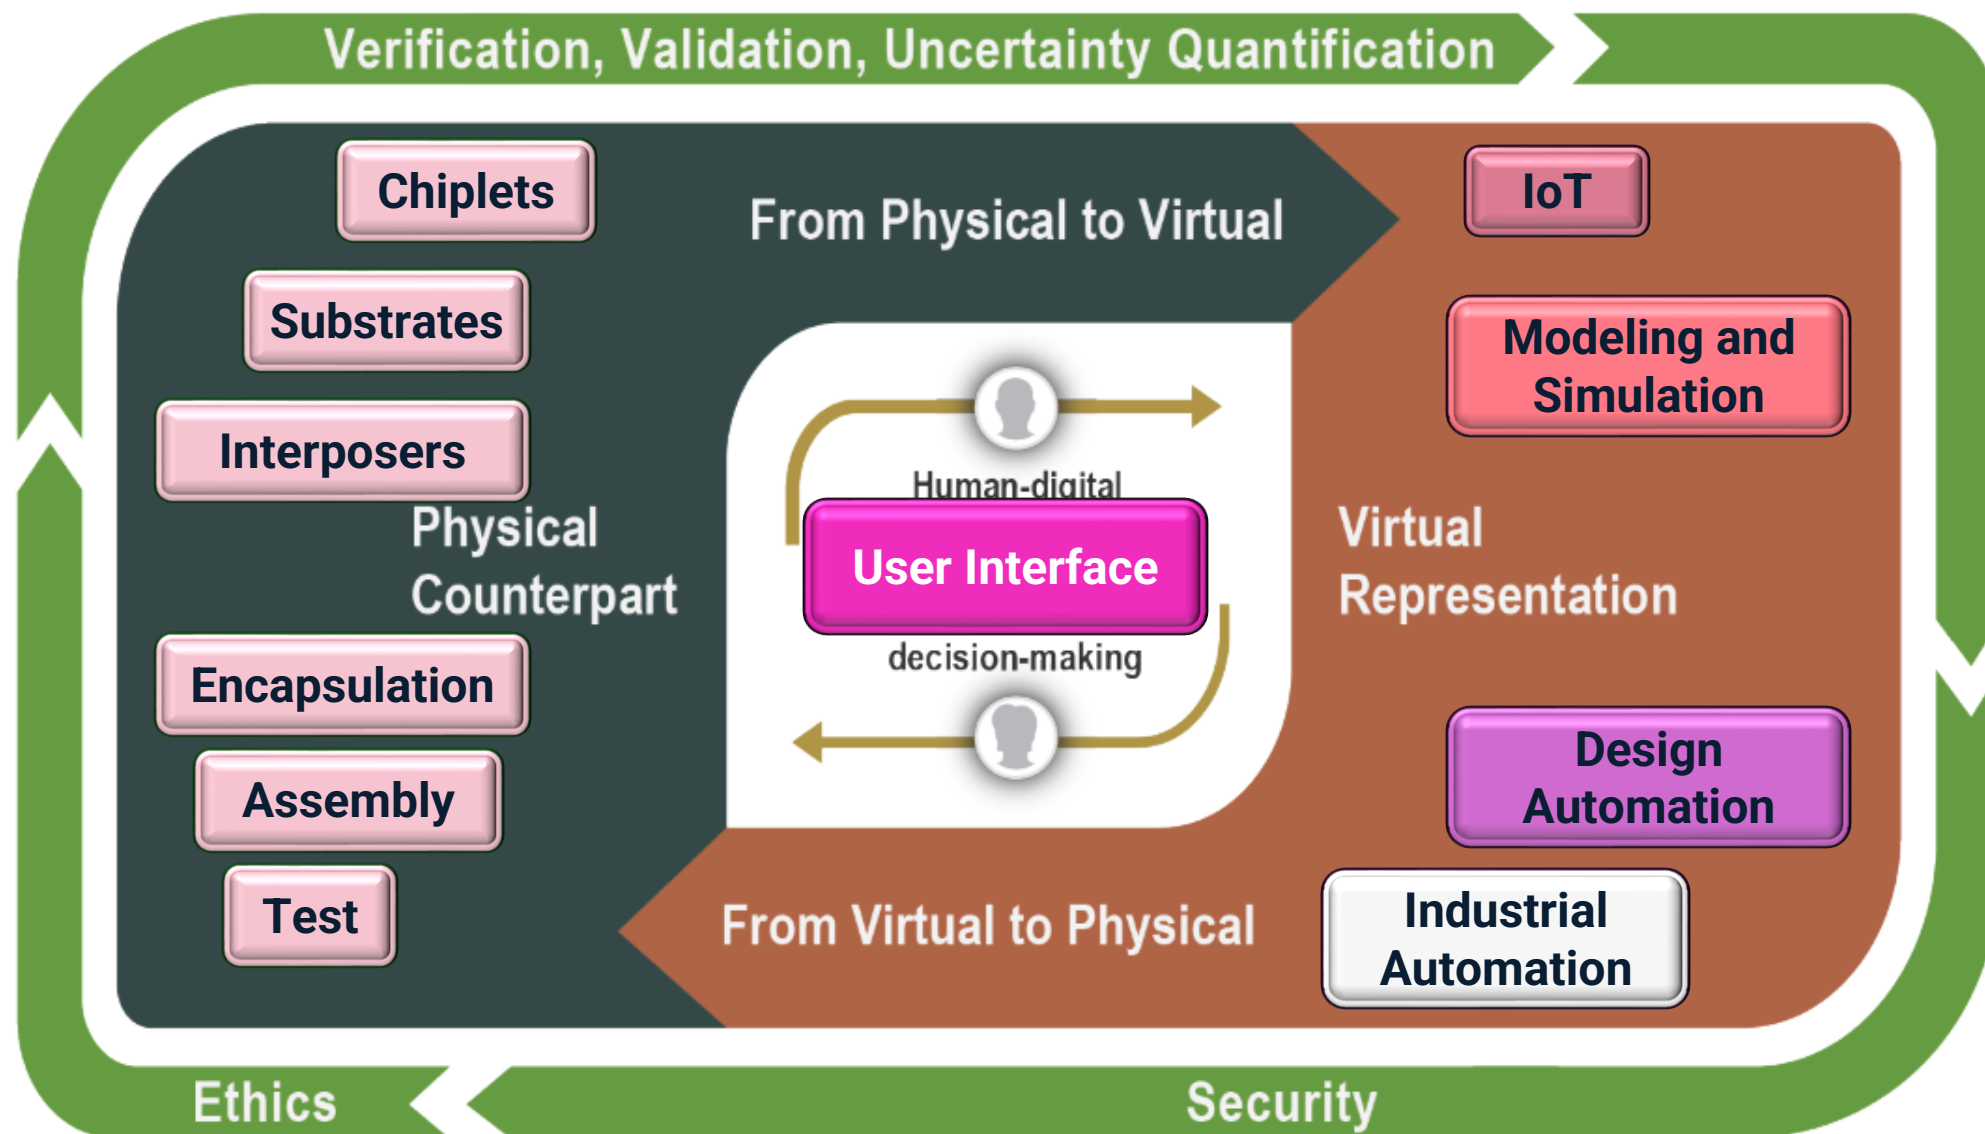 Verification, Validation, Uncertainty Quantification
Chiplets
From Physical to Virtual
IoT
Substrates
Modeling and
Simulation
Interposers
Human-digital
Physical
Counterpart
User Interface
Virtual
Representation
decision-making
Encapsulation
Design
Automation
Assembly
Test
From Virtual to Physical
Industrial
Automation
Ethics
Security